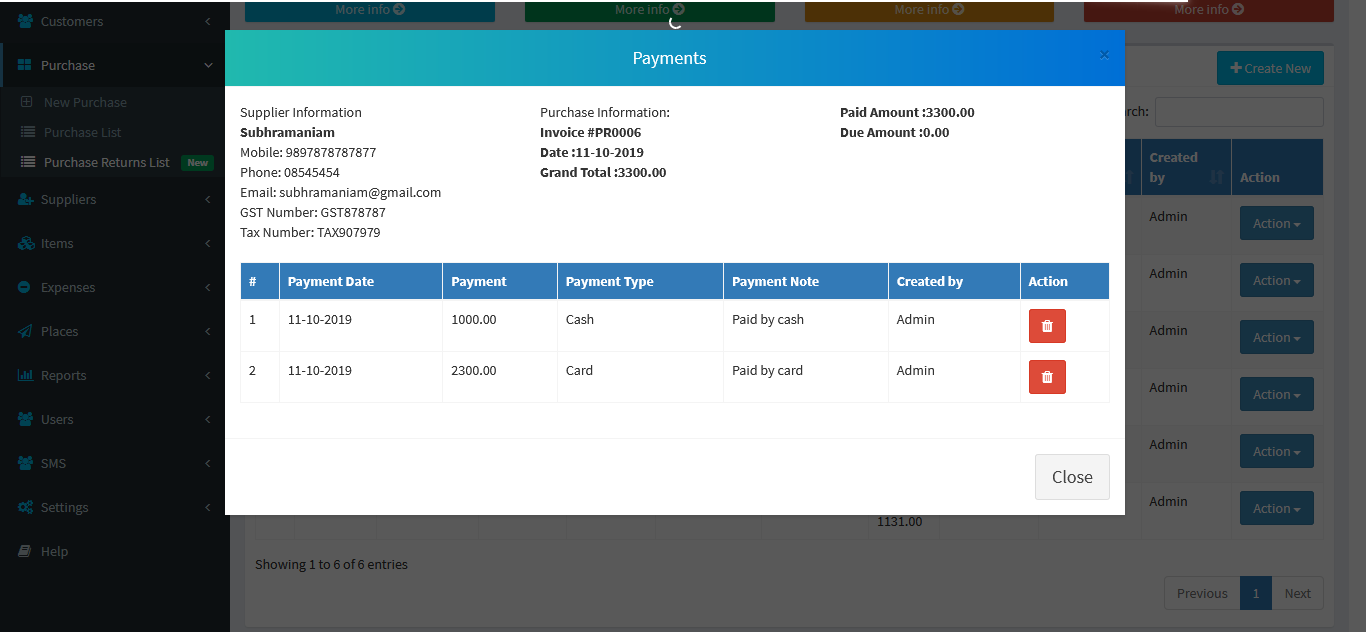 Customers
Purchase
New Purchase
Purchase List
Purchase Returns List New
Suppliers
Items
Expenses
Places
Reports
Users
SMS
Settings
Help
More info
More info
More info
More info
Create New
rch:
Created
by
Action
Admin Action
Admin Action
Admin Action
Admin Action
Admin Action
Admin Action
1131.00
Showing 1 to 6 of 6 entries
Previous 1 Next
Payments ×
Supplier Information
Subhramaniam
Mobile: 9897878787877
Phone: 08545454
Email: subhramaniam@gmail.com
GST Number: GST878787
Tax Number: TAX907979
Purchase Information:
Invoice #PR0006
Date :11-10-2019
Grand Total :3300.00
Paid Amount :3300.00
Due Amount :0.00
# Payment Date Payment Payment Type Payment Note Created by Action
1 11-10-2019 1000.00 Cash Paid by cash Admin
2 11-10-2019 2300.00 Card Paid by card Admin
Close